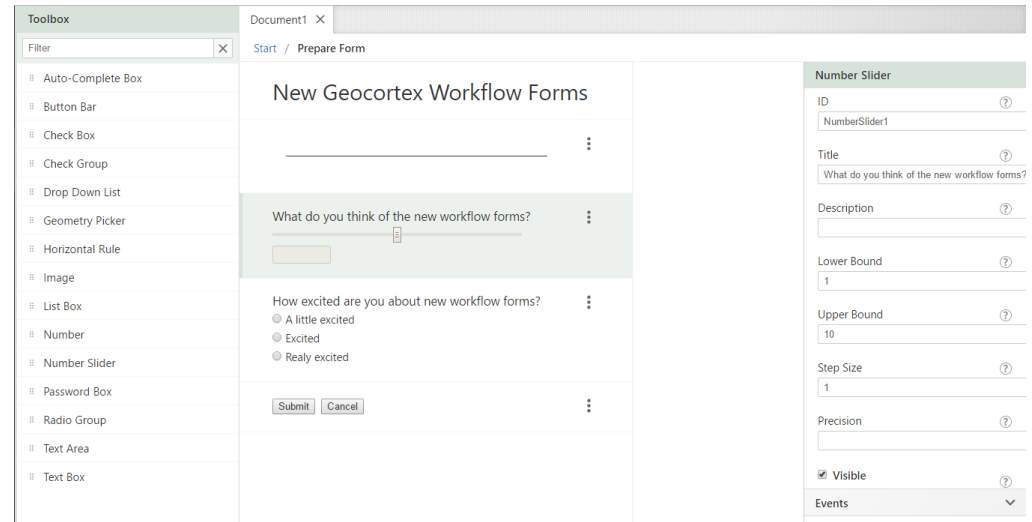 Toolbox
Filter
Auto-Complete Box
Button Bar
Check Box
Check Group
Drop Down List
Geometry Picker
Horizontal Rule
Image
List Box
Number
Number Slider
Password Box
Radio Group
Text Area
Text Box
Document1
Start / Prepare Form
New Geocortex Workflow Forms
What do you think of the new workflow forms?
How excited are you about new workflow forms?
A little excited
Excited
Realy excited
Submit Cancel
Number Slider
ID ?
NumberSlider1
Title ?
What do you think of the new workflow forms?
Description ?
Lower Bound ?
1
Upper Bound ?
10
Step Size ?
1
Precision ?
Visible ?
Events